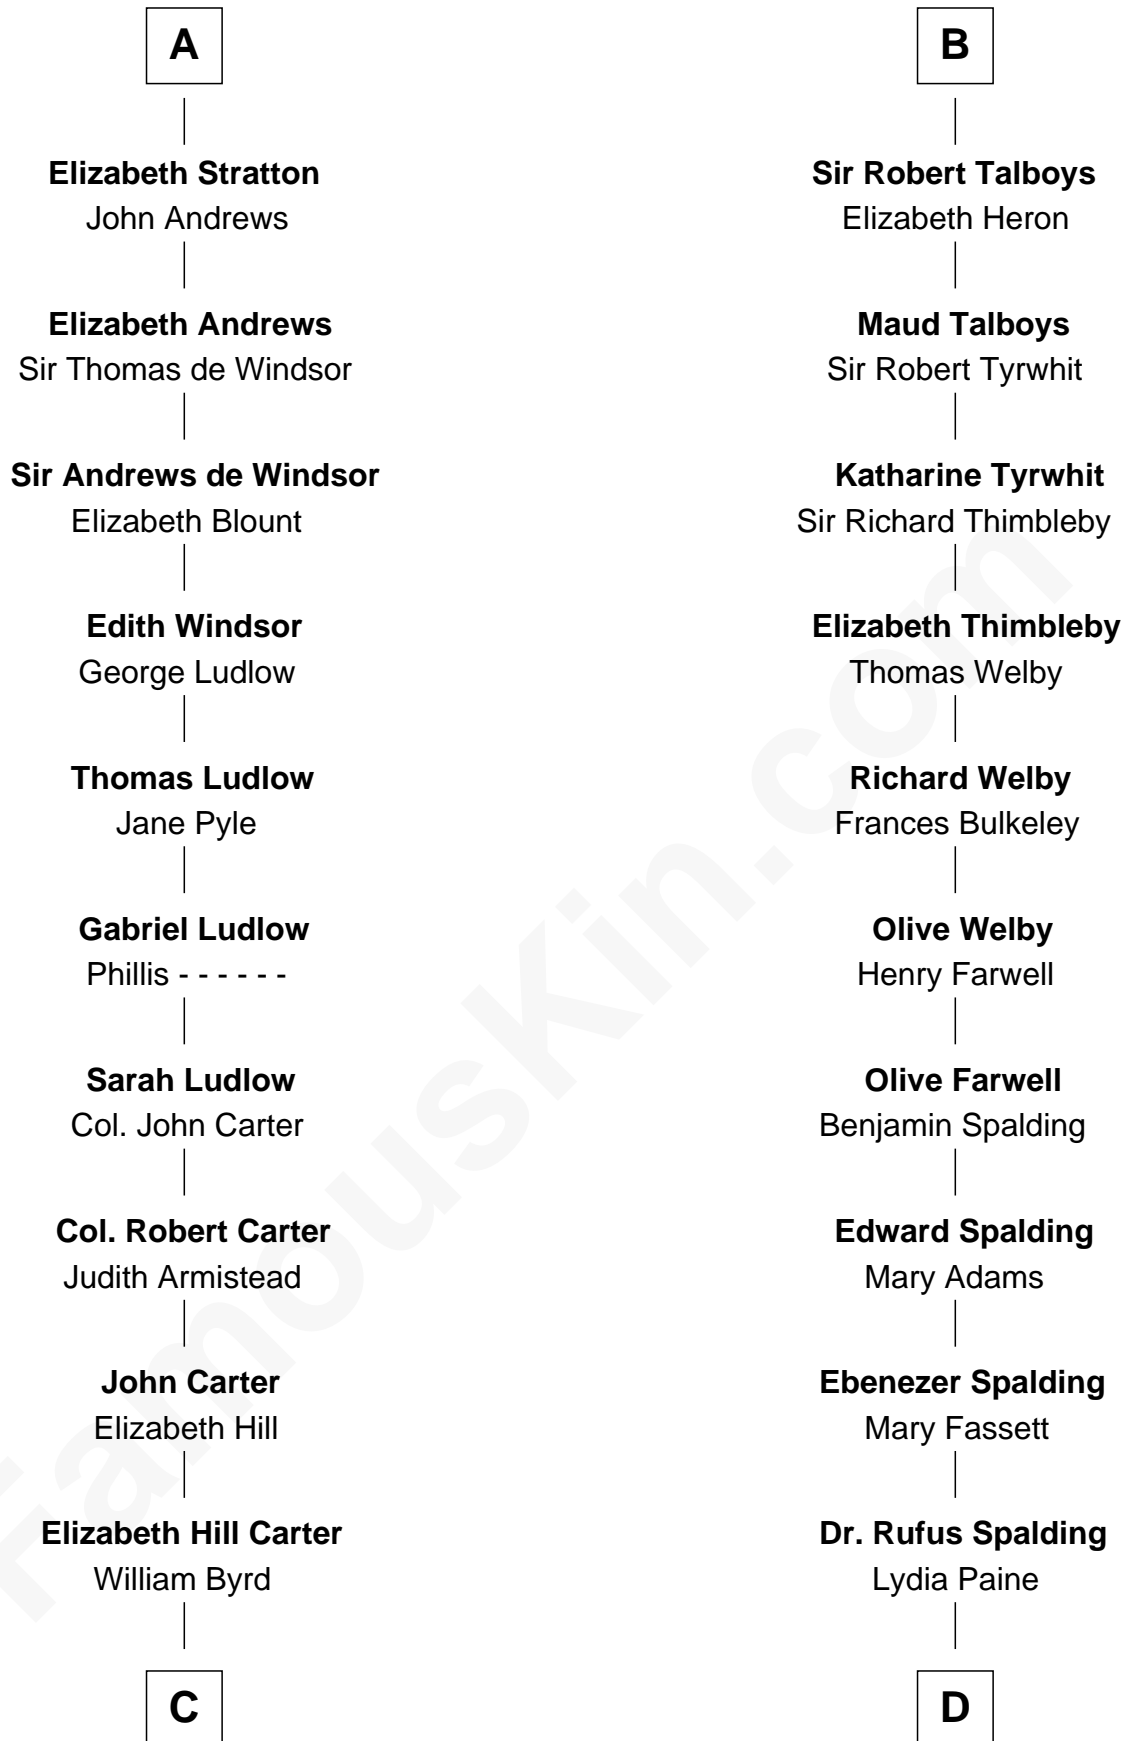 A
Elizabeth Stratton
John Andrews
Elizabeth Andrews
Sir Thomas de Windsor
Sir Andrews de Windsor
Elizabeth Blount
Edith Windsor
George Ludlow
Thomas Ludlow
Jane Pyle
Gabriel Ludlow
Phillis - - - - - -
Sarah Ludlow
Col. John Carter
Col. Robert Carter
Judith Armistead
John Carter
Elizabeth Hill
Elizabeth Hill Carter
William Byrd
C
B
Sir Robert Talboys
Elizabeth Heron
Maud Talboys
Sir Robert Tyrwhit
Katharine Tyrwhit
Sir Richard Thimbleby
Elizabeth Thimbleby
Thomas Welby
Richard Welby
Frances Bulkeley
Olive Welby
Henry Farwell
Olive Farwell
Benjamin Spalding
Edward Spalding
Mary Adams
Ebenezer Spalding
Mary Fassett
Dr. Rufus Spalding
Lydia Paine
D
FamousKin.com